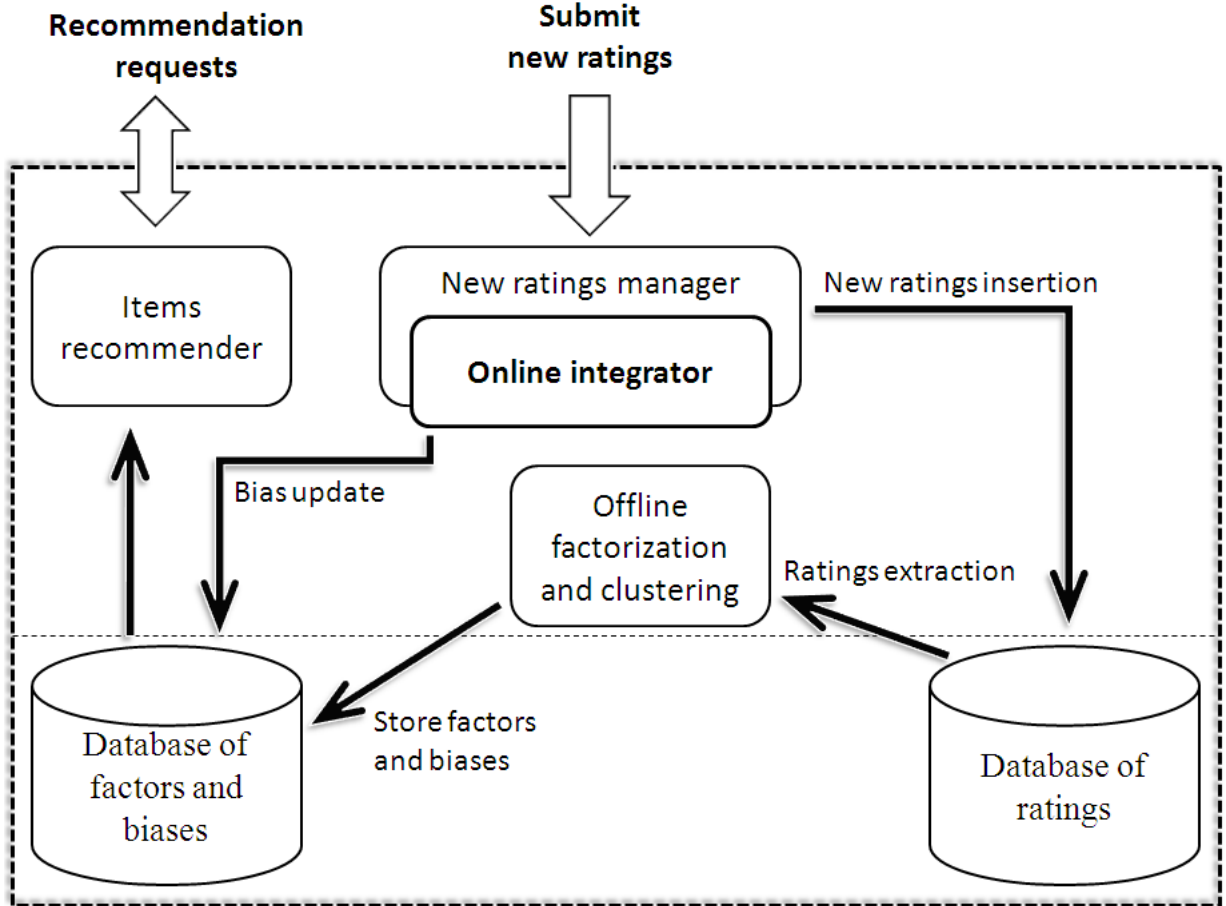 Recommendation
requests
Submit
new ratings
Items
recommender
New ratings manager
Online integrator
New ratings insertion
Bias update
Offline
factorization
and clustering
Ratings extraction
Store factors
and biases
Database of
factors and
biases
Database of
ratings